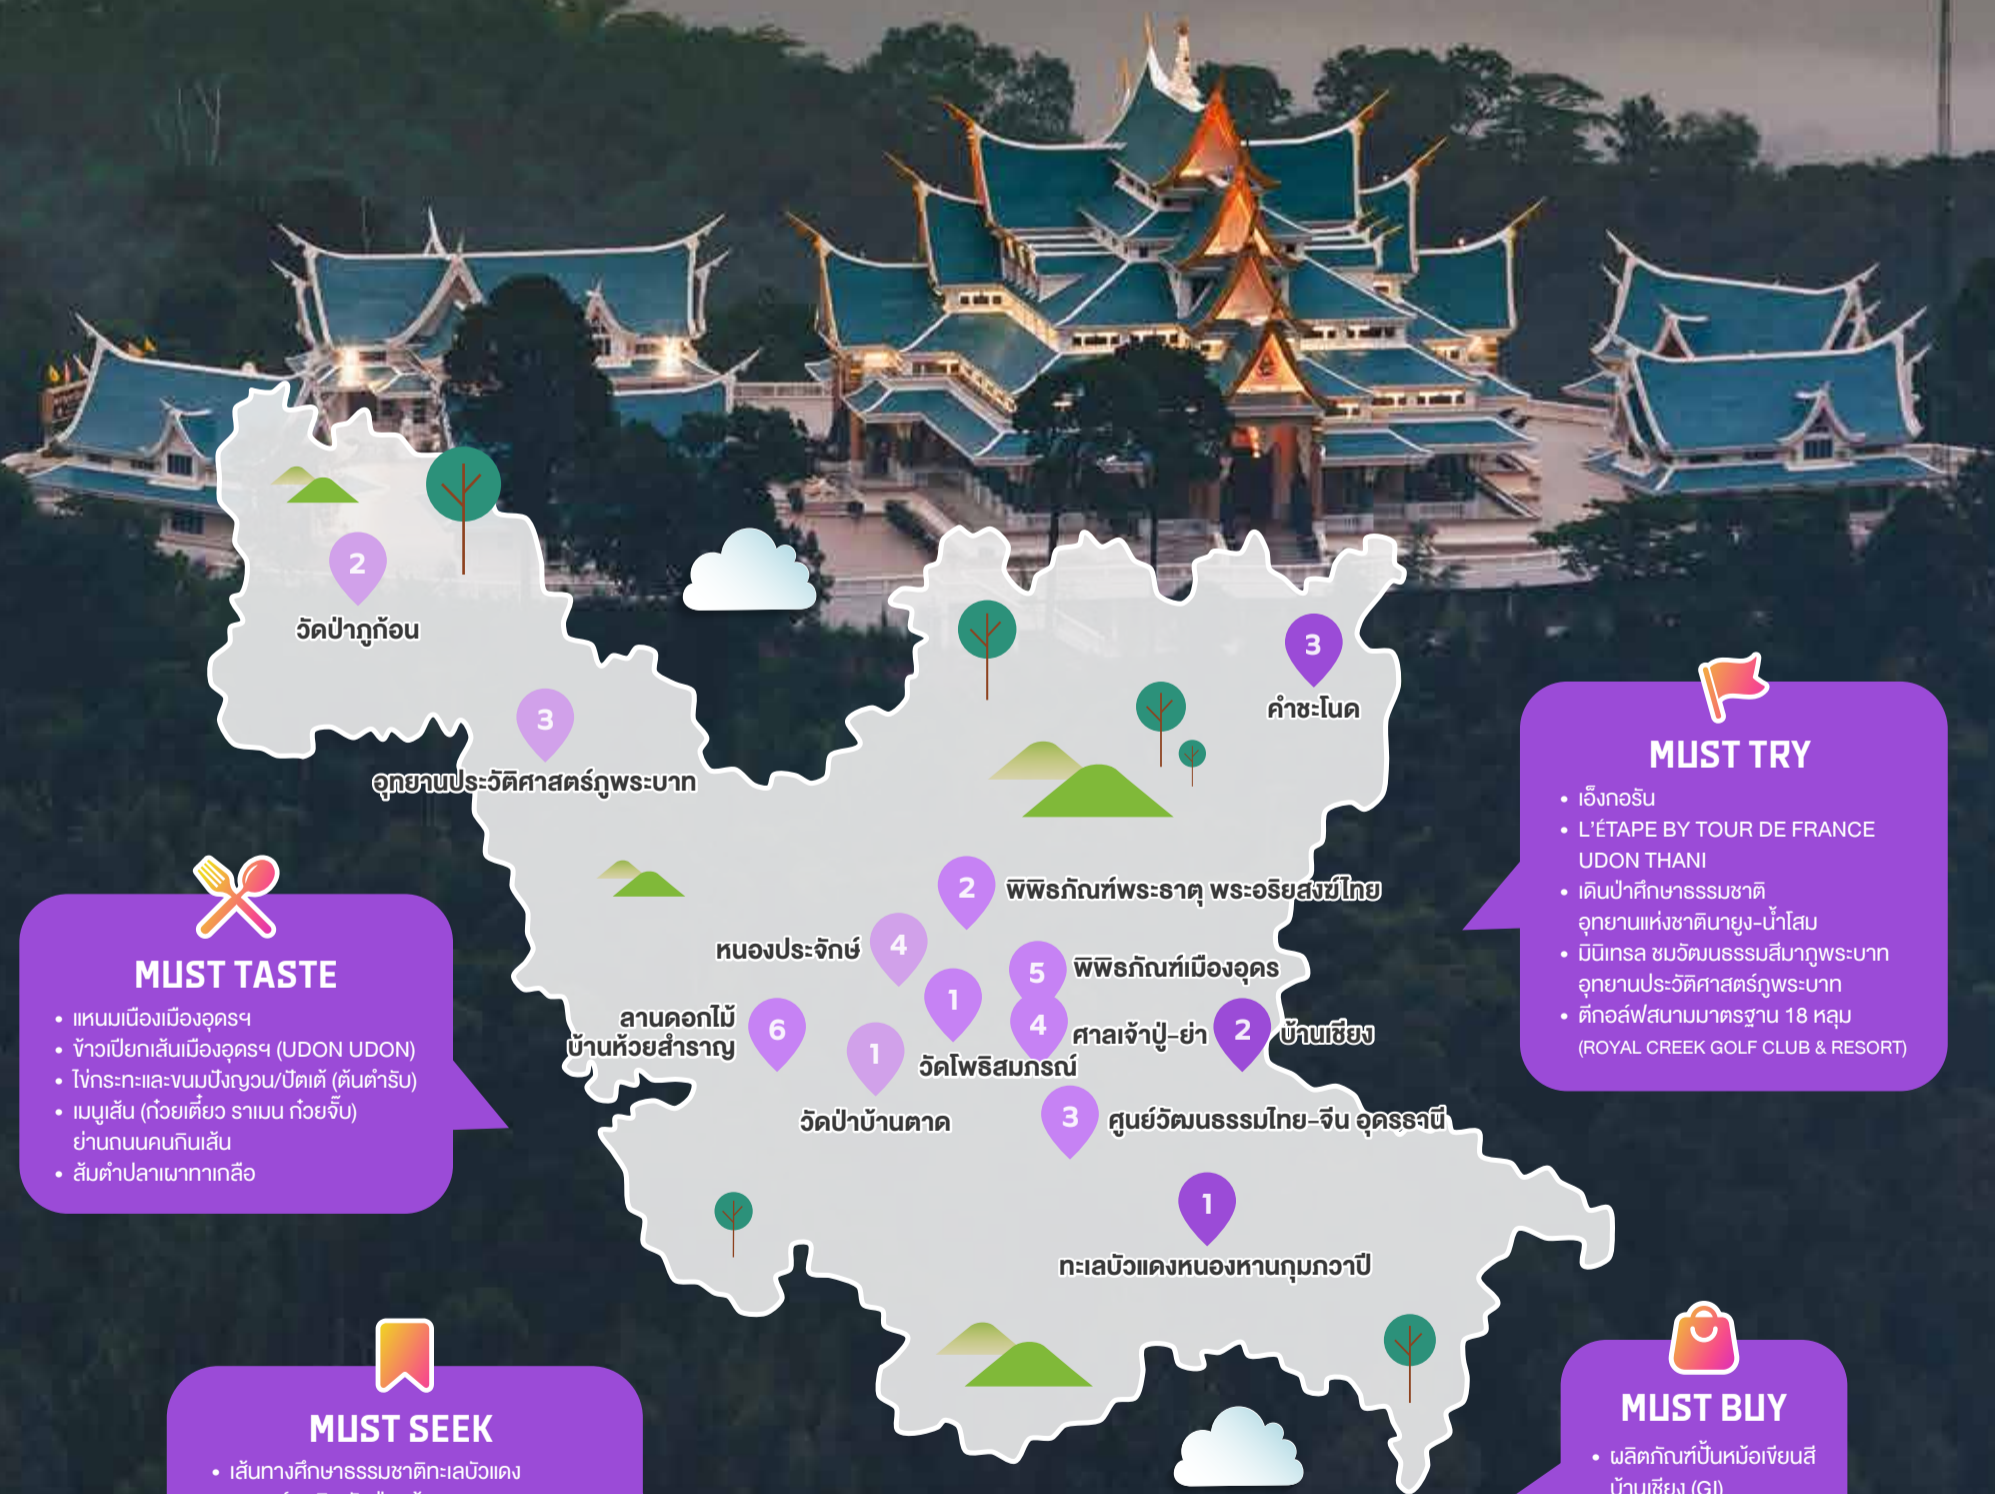 2
วัดป่าภูก้อน
3
อุทยานประวัติศาสตร์ภูพระบาท
3
คำชะโนด
2
พิพิธภัณฑ์พระธาตุ พระอริยสงฆ์ไทย
หนองประจักษ์
4
5
พิพิธภัณฑ์เมืองอุดร
1
วัดโพธิสมภรณ์
4
ศาลเจ้าปู่-ย่า
2
บ้านเชียง
ลานดอกไม้
บ้านห้วยสำราญ
6
1
วัดป่าบ้านตาด
3
ศูนย์วัฒนธรรมไทย-จีน อุดรธานี
1
ทะเลบัวแดงหนองหานกุมภวาปี
MUST TRY
• เอ็งกอรัน
• L'ÉTAPE BY TOUR DE FRANCE
UDON THANI
• เดินป่าศึกษาธรรมชาติ
อุทยานแห่งชาตินายูง-น้ำโสม
• มินิเทรล ชมวัฒนธรรมสีมาภูพระบาท
อุทยานประวัติศาสตร์ภูพระบาท
• ตีกอล์ฟสนามมาตรฐาน 18 หลุม
(ROYAL CREEK GOLF CLUB & RESORT)
MUST TASTE
• แหนมเนืองเมืองอุดรฯ
• ข้าวเปียกเส้นเมืองอุดรฯ (UDON UDON)
• ไข่กระทะและขนมปังญวน/ปัตเต้ (ต้นตำรับ)
• เมนูเส้น (ก๋วยเตี๋ยว ราเมน ก๋วยจั๊บ)
ย่านถนนคนกินเส้น
• ส้มตำปลาเผาทาเกลือ
MUST SEEK
• เส้นทางศึกษาธรรมชาติทะเลบัวแดง
MUST BUY
• ผลิตภัณฑ์ปั้นหม้อเขียนสี
บ้านเชียง (GI)